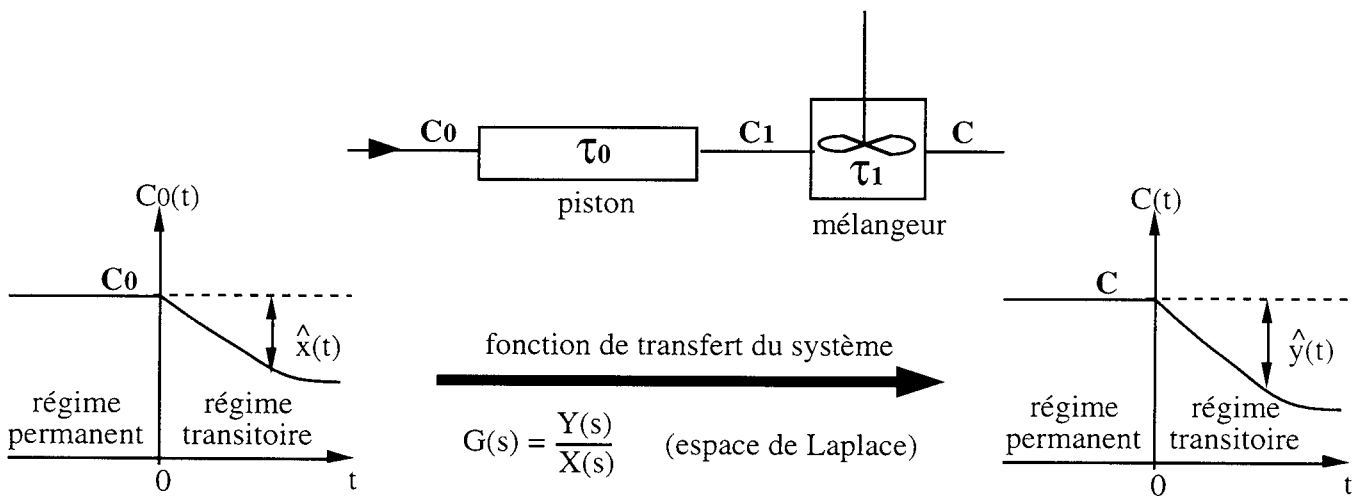 C0
τ0
C1
τ1
C
piston
mélangeur
C0(t)
C0
x̂(t)
régime permanent
régime transitoire
0
t
fonction de transfert du système
G(s) = Y(s)/X(s) (espace de Laplace)
C(t)
C
ŷ(t)
régime permanent
régime transitoire
0
t